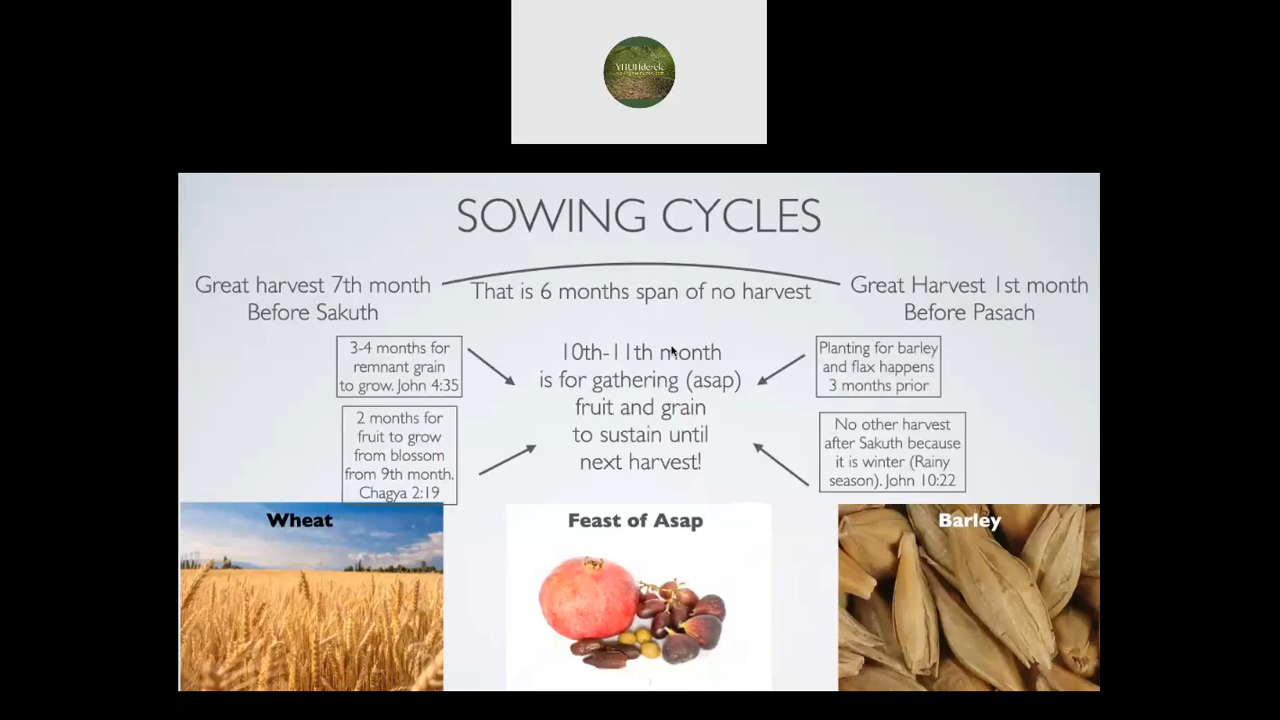 YHUHderek
SOWING CYCLES
Great harvest 7th month
Before Sakuth
That is 6 months span of no harvest
Great Harvest 1st month
Before Pasach
3-4 months for
remnant grain
to grow. John 4:35
10th-11th month
is for gathering (asap)
fruit and grain
to sustain until
next harvest!
Planting for barley
and flax happens
3 months prior
2 months for
fruit to grow
from blossom
from 9th month.
Chagya 2:19
No other harvest
after Sakuth because
it is winter (Rainy
season). John 10:22
Wheat
Feast of Asap
Barley